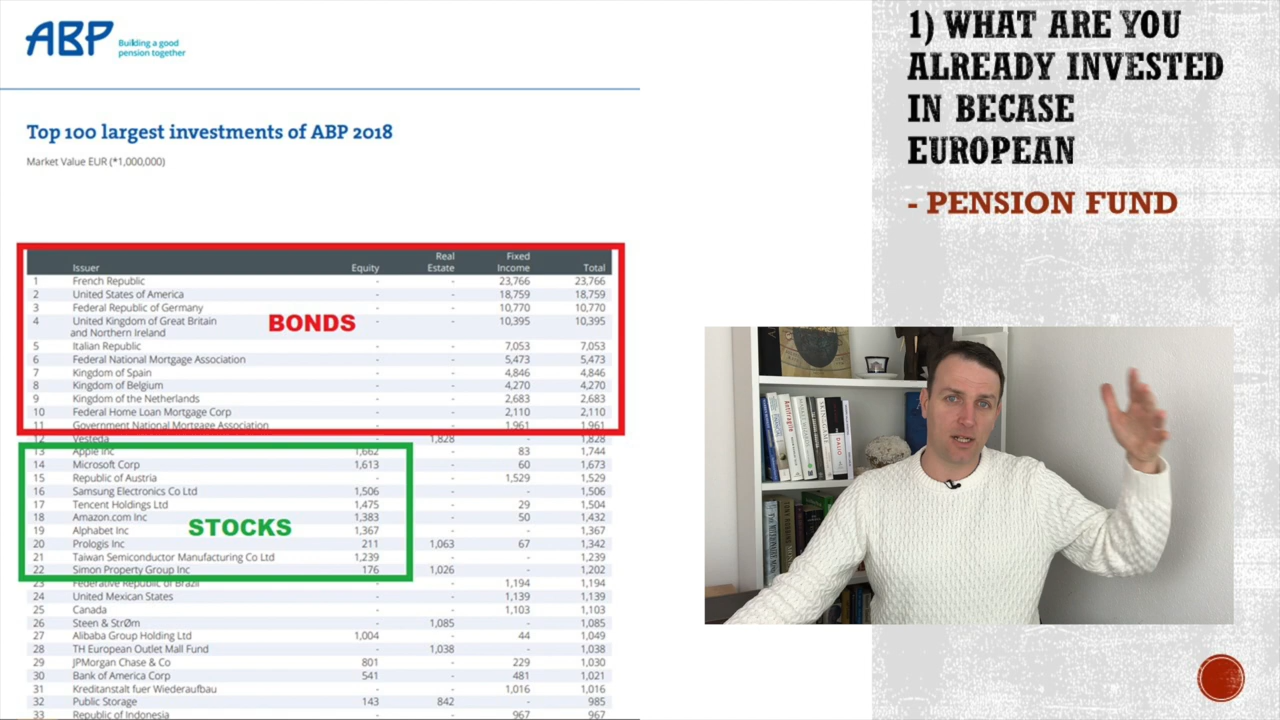 ABP Building a good
pension together
Top 100 largest investments of ABP 2018
Market Value EUR (*1,000,000)
Issuer Equity Real Estate Fixed Income Total
1 French Republic - - 23,766 23,766
2 United States of America - - 18,759 18,759
3 Federal Republic of Germany - - 10,770 10,770
4 United Kingdom of Great Britain - - 10,395 10,395
and Northern Ireland
BONDS
5 Italian Republic - - 7,053 7,053
6 Federal National Mortgage Association - - 5,473 5,473
7 Kingdom of Spain - - 4,846 4,846
8 Kingdom of Belgium - - 4,270 4,270
9 Kingdom of the Netherlands - - 2,683 2,683
10 Federal Home Loan Mortgage Corp - - 2,110 2,110
11 Government National Mortgage Association - - 1,961 1,961
12 Vesteda - 1,828 - 1,828
13 Apple Inc 1,662 - 83 1,744
14 Microsoft Corp 1,613 - 60 1,673
15 Republic of Austria - - 1,529 1,529
16 Samsung Electronics Co Ltd 1,506 - - 1,506
17 Tencent Holdings Ltd 1,475 - 29 1,504
18 Amazon.com Inc 1,383 - 50 1,432
19 Alphabet Inc 1,367 - - 1,367
STOCKS
20 Prologis Inc 211 1,063 67 1,342
21 Taiwan Semiconductor Manufacturing Co Ltd 1,239 - - 1,239
22 Simon Property Group Inc 176 1,026 - 1,202
23 Federative Republic of Brazil - - 1,194 1,194
24 United Mexican States - - 1,139 1,139
25 Canada - - 1,103 1,103
26 Steen & StrØm - 1,085 - 1,085
27 Alibaba Group Holding Ltd 1,004 - 44 1,049
28 TH European Outlet Mall Fund - 1,038 - 1,038
29 JPMorgan Chase & Co 801 - 229 1,030
30 Bank of America Corp 541 - 481 1,021
31 Kreditanstalt fuer Wiederaufbau - - 1,016 1,016
32 Public Storage 143 842 - 985
33 Republic of Indonesia - - 967 967
1) WHAT ARE YOU
ALREADY INVESTED
IN BECASE
EUROPEAN
- PENSION FUND
Antifragile
DALIO